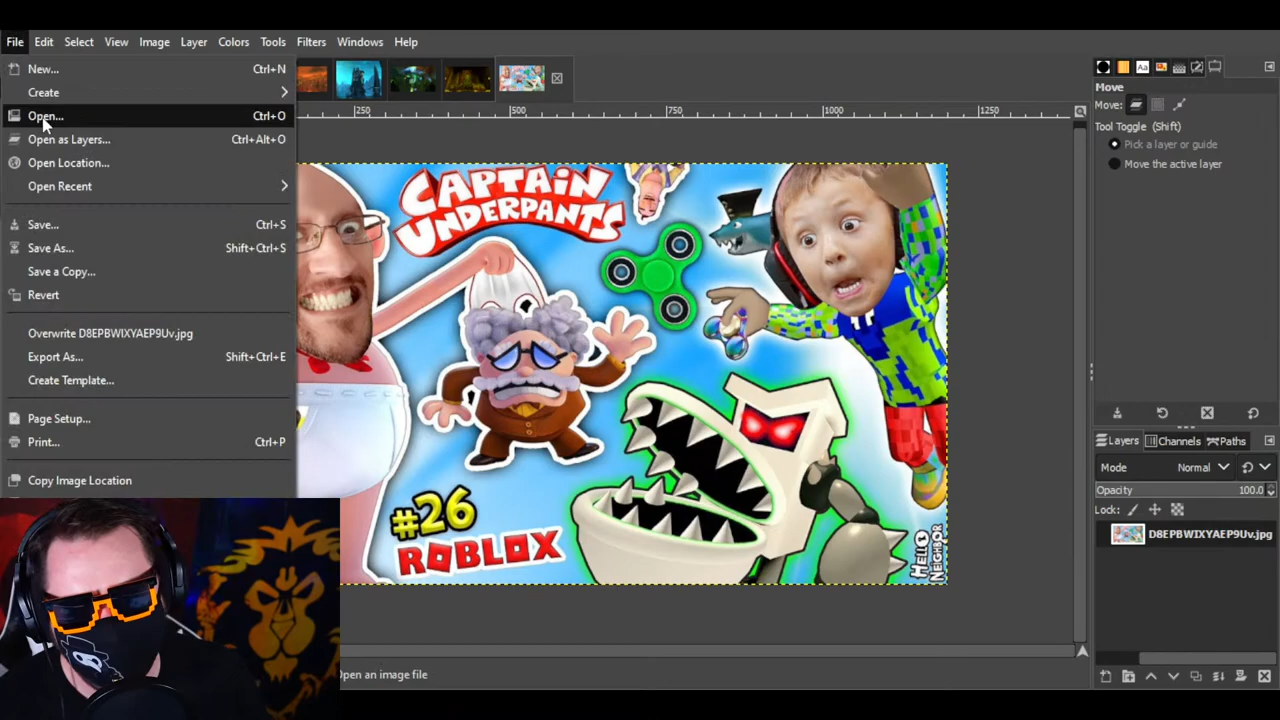 File Edit Select View Image Layer Colors Tools Filters Windows Help
New... Ctrl+N
Create
Open... Ctrl+O
Open as Layers... Ctrl+Alt+O
Open Location...
Open Recent
Save... Ctrl+S
Save As... Shift+Ctrl+S
Save a Copy...
Revert
Overwrite D8EPBWIXYAEP9Uv.jpg
Export As... Shift+Ctrl+E
Create Template...
Page Setup...
Print... Ctrl+P
Copy Image Location
250 500 750 1000 1250
CAPTAIN
UNDERPANTS
#26
ROBLOX
HELLO
NEIGHBOR
Open an image file
Aa
Move
Move:
Tool Toggle (Shift)
Pick a layer or guide
Move the active layer
Layers Channels Paths
Mode Normal
Opacity 100.0
Lock:
D8EPBWIXYAEP9Uv.jpg